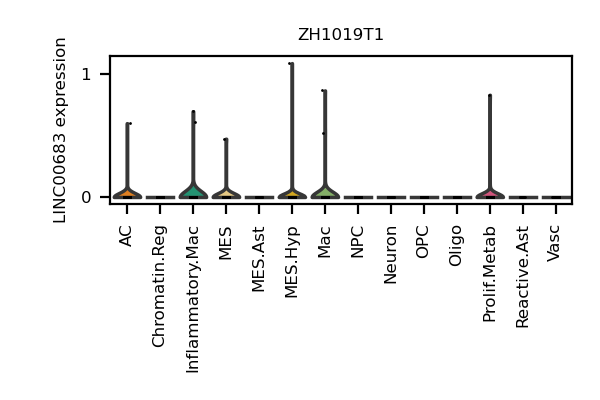 ZH1019T1
LINC00683 expression
1
0
AC
Chromatin.Reg
Inflammatory.Mac
MES
MES.Ast
MES.Hyp
Mac
NPC
Neuron
OPC
Oligo
Prolif.Metab
Reactive.Ast
Vasc